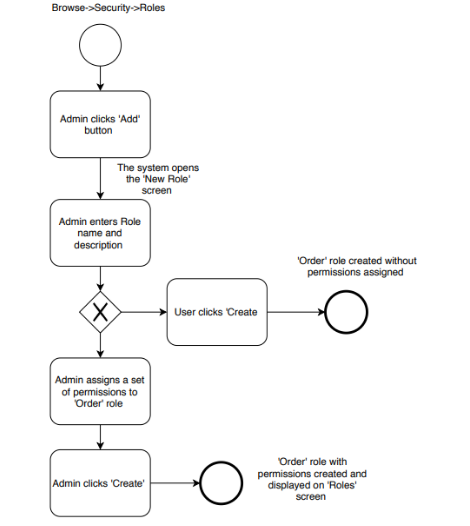 Browse->Security->Roles
Admin clicks 'Add'
button
The system opens
the 'New Role'
screen
Admin enters Role
name and
description
'Order' role created without
permissions assigned
X
User clicks 'Create
Admin assigns a set
of permissions to
'Order' role
Admin clicks 'Create'
'Order' role with
permissions created and
displayed on 'Roles'
screen